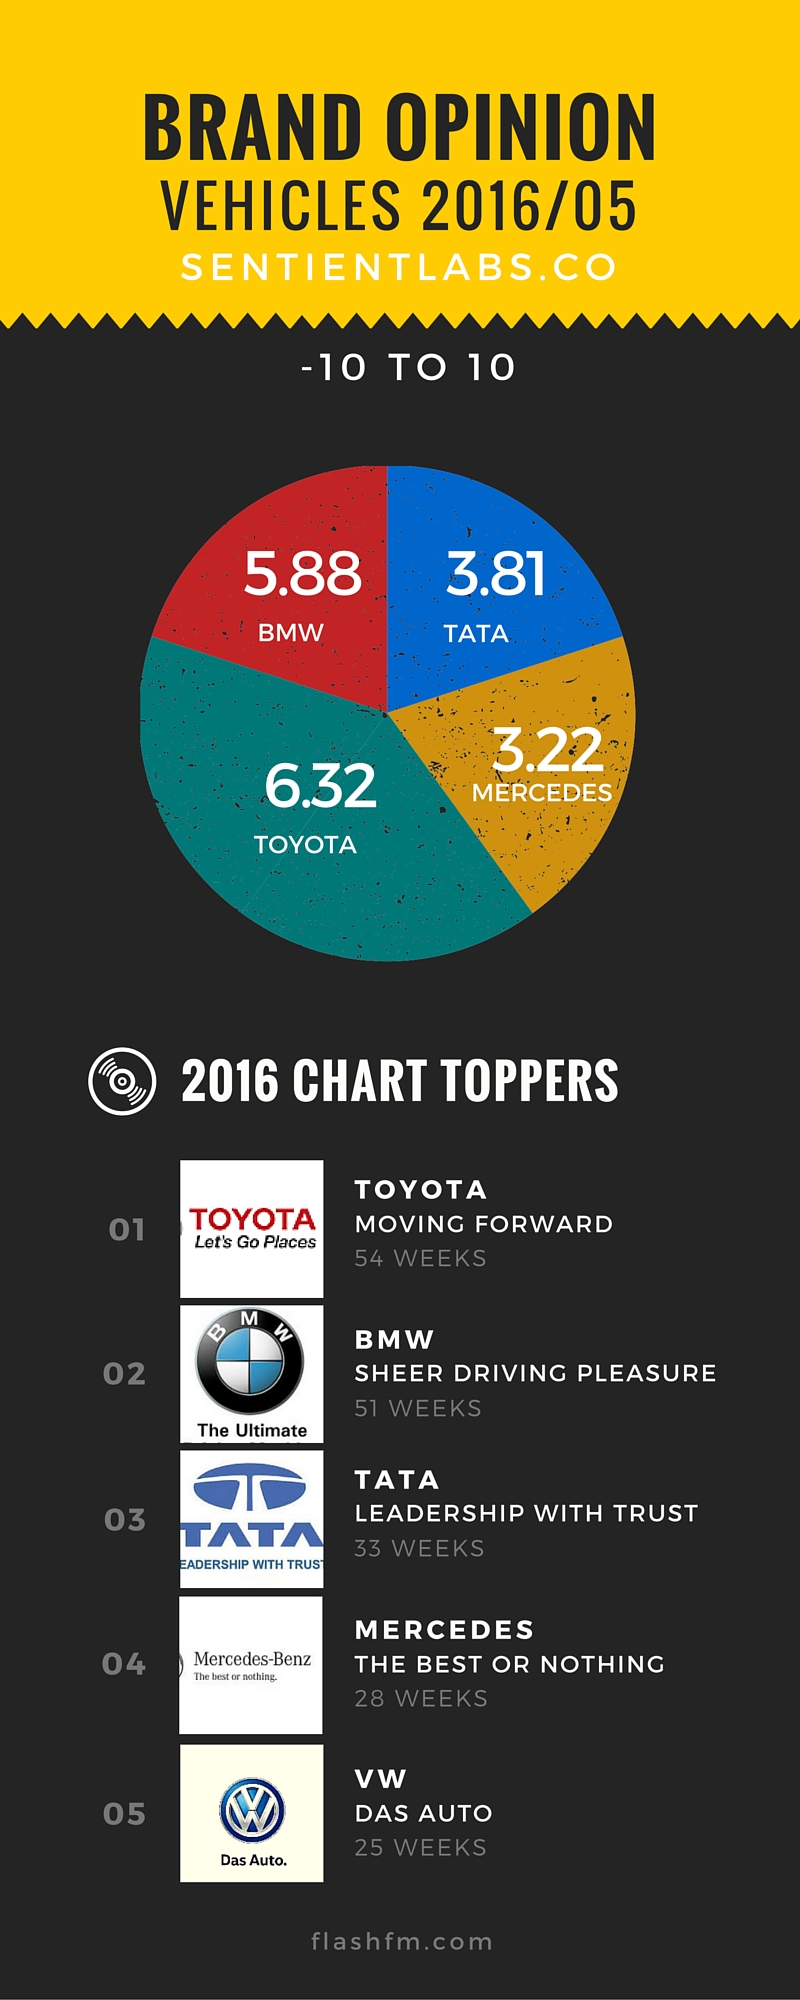 BRAND OPINION
VEHICLES 2016/05
SENTIENTLABS.CO
-10 TO 10
5.88
BMW
3.81
TATA
3.22
MERCEDES
6.32
TOYOTA
2016 CHART TOPPERS
01
TOYOTA
Let's Go Places
TOYOTA
MOVING FORWARD
54 WEEKS
02
BMW
The Ultimate
BMW
SHEER DRIVING PLEASURE
51 WEEKS
03
TATA
EADERSHIP WITH TRUST
TATA
LEADERSHIP WITH TRUST
33 WEEKS
04
Mercedes-Benz
The best or nothing.
MERCEDES
THE BEST OR NOTHING
28 WEEKS
05
VW
Das Auto.
VW
DAS AUTO
25 WEEKS
flashfm.com